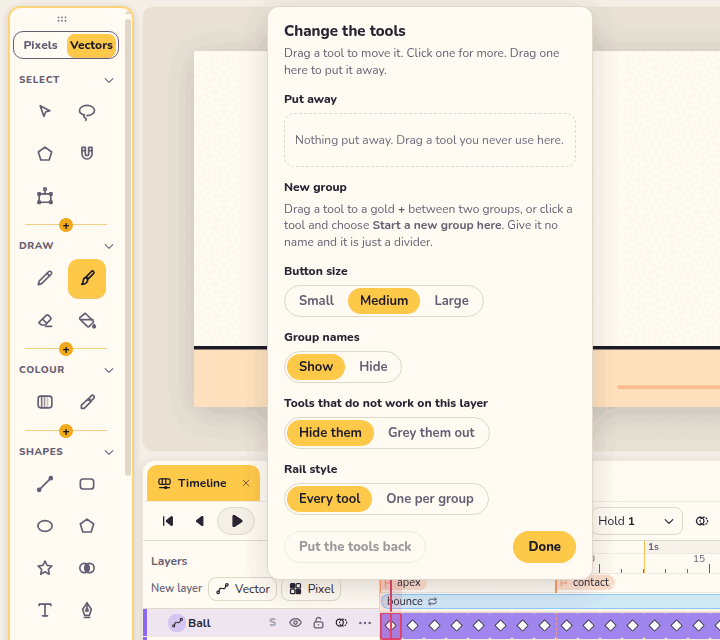 Pixels Vectors
SELECT
DRAW
COLOUR
SHAPES
Change the tools
Drag a tool to move it. Click one for more. Drag one
here to put it away.
Put away
Nothing put away. Drag a tool you never use here.
New group
Drag a tool to a gold + between two groups, or click a
tool and choose Start a new group here. Give it no
name and it is just a divider.
Button size
Small Medium Large
Group names
Show Hide
Tools that do not work on this layer
Hide them Grey them out
Rail style
Every tool One per group
Put the tools back Done
Timeline
Hold 1
1s
15
Layers
New layer Vector Pixel
apex contact
bounce
Ball S